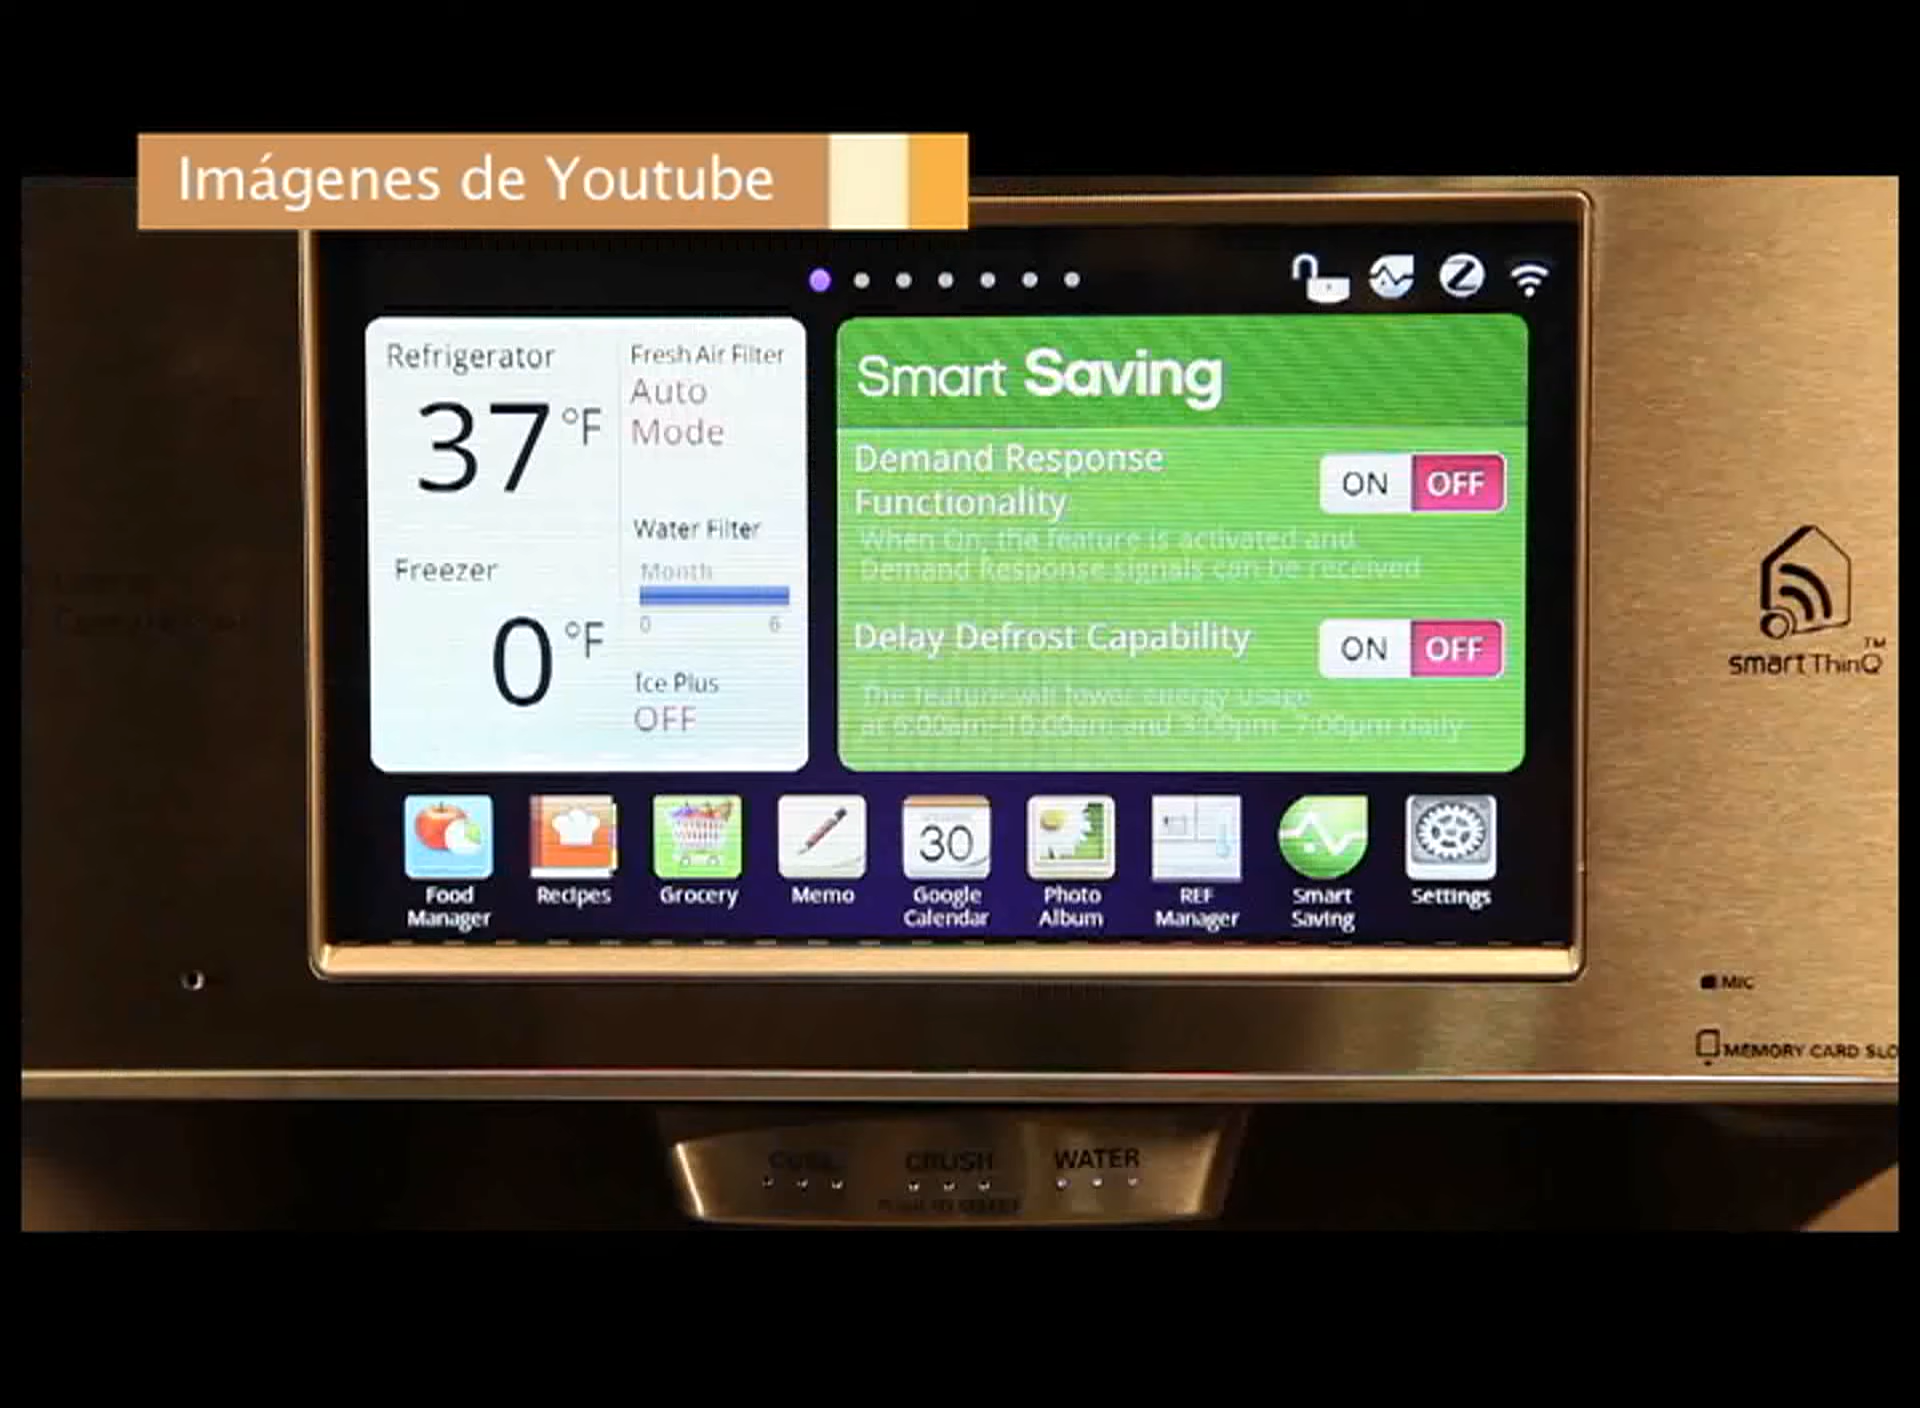 Imágenes de Youtube
Refrigerator
37 °F
Freezer
0 °F
Fresh Air Filter
Auto
Mode
Water Filter
Month
0 6
Ice Plus
OFF
Smart Saving
Demand Response
Functionality
ON OFF
When On, the feature is activated and
Demand Response signals can be received
Delay Defrost Capability
ON OFF
The feature will lower energy usage
at 6:00am-10:00am and 3:00pm-7:00pm daily
Food
Manager
Recipes
Grocery
Memo
30
Google
Calendar
Photo
Album
REF
Manager
Smart
Saving
Settings
smart ThinQ™
MIC
MEMORY CARD SLO
CUBE CRUSH WATER